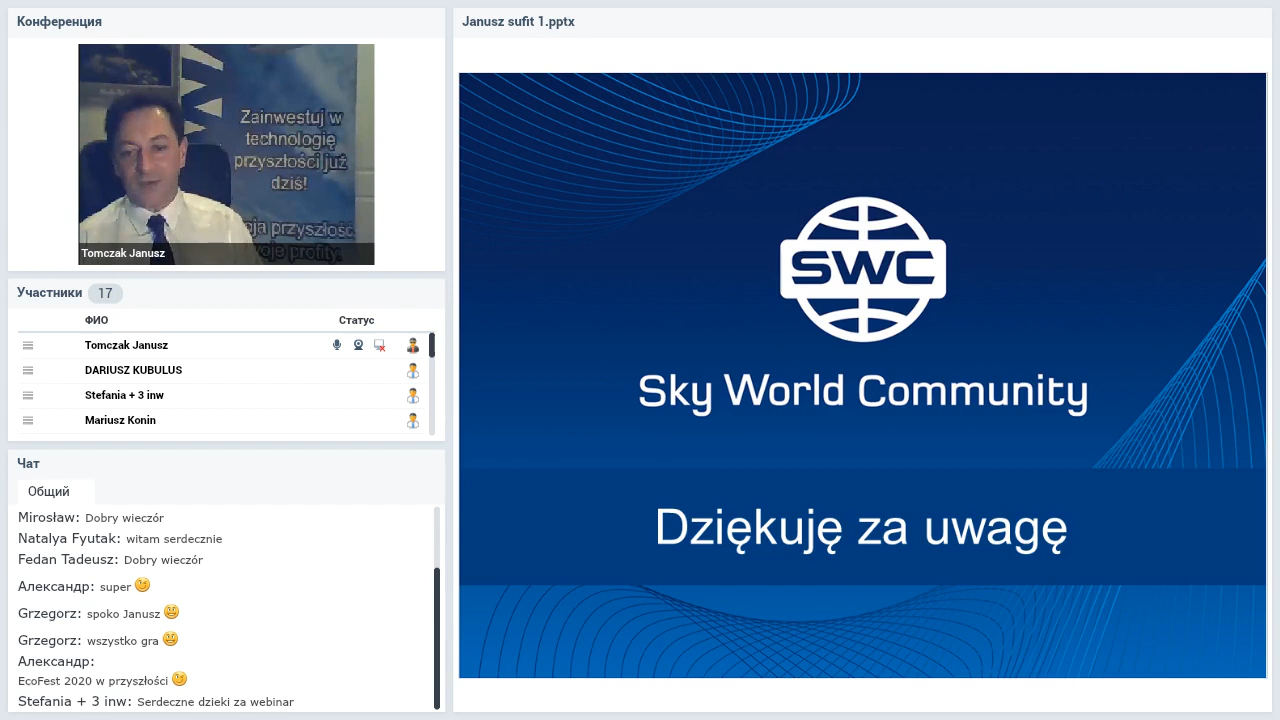 Конференция
Zainwestuj w
technologię
przyszłości już
dziś!
przyszłość
profity
Tomczak Janusz
Участники 17
ФИО Статус
Tomczak Janusz
DARIUSZ KUBULUS
Stefania + 3 inw
Mariusz Konin
Чат
Общий
Mirosław: Dobry wieczór
Natalya Fyutak: witam serdecznie
Fedan Tadeusz: Dobry wieczór
Александр: super
Grzegorz: spoko Janusz
Grzegorz: wszystko gra
Александр:
EcoFest 2020 w przyszłości
Stefania + 3 inw: Serdeczne dzieki za webinar
Janusz sufit 1.pptx
SWC
Sky World Community
Dziękuję za uwagę